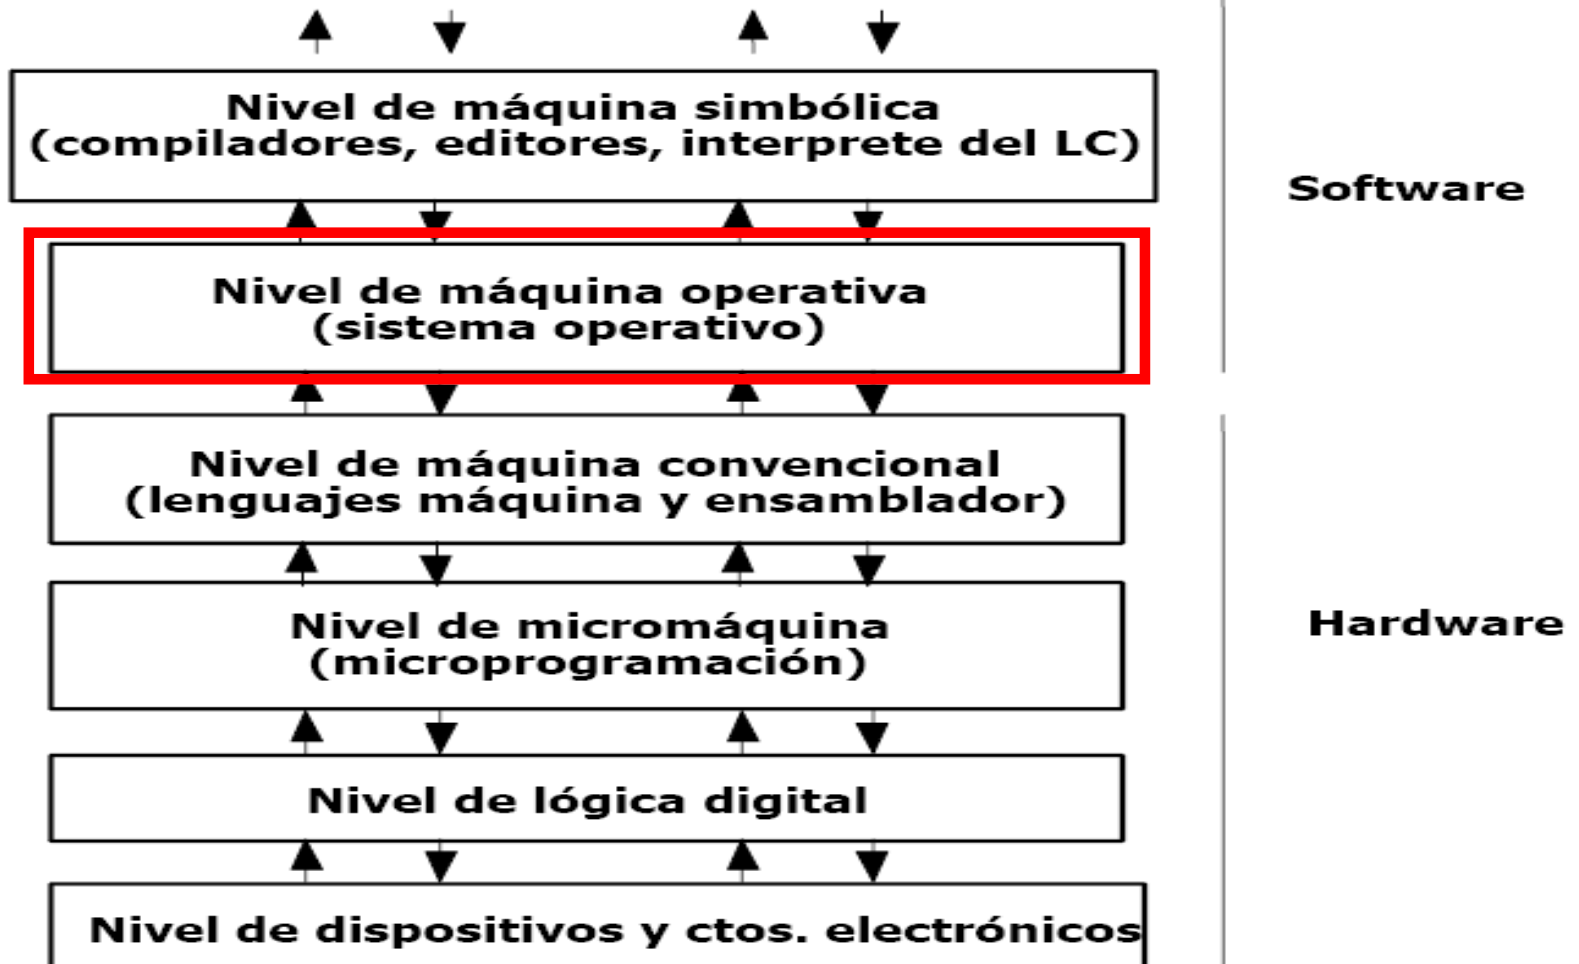 Nivel de máquina simbólica
(compiladores, editores, interprete del LC)
Software
Nivel de máquina operativa
(sistema operativo)
Nivel de máquina convencional
(lenguajes máquina y ensamblador)
Nivel de micromáquina
(microprogramación)
Hardware
Nivel de lógica digital
Nivel de dispositivos y ctos. electrónicos